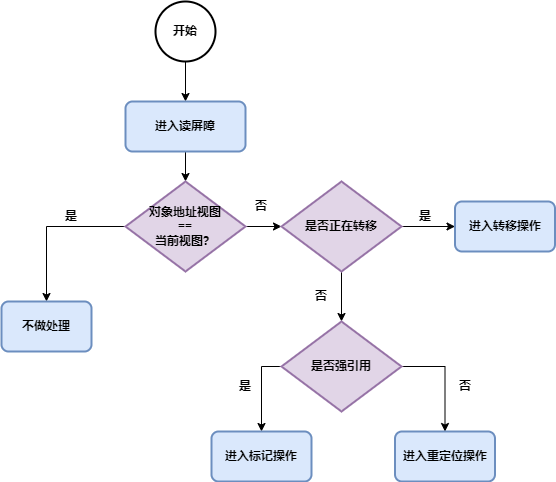 开始
进入读屏障
对象地址视图
==
当前视图?
是
否
是否正在转移
是
进入转移操作
不做处理
否
是否强引用
是
否
进入标记操作
进入重定位操作